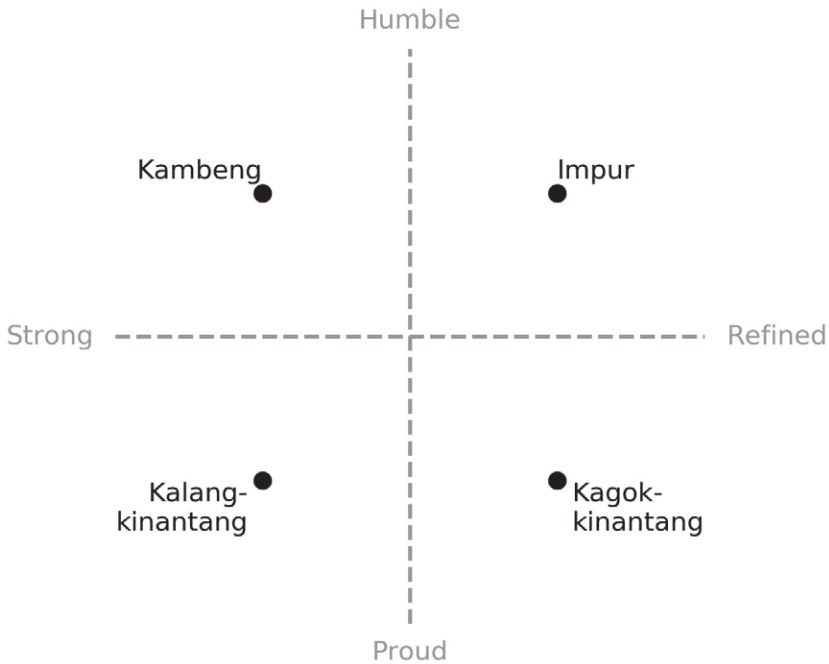 Humble
Kambeng
Impur
Strong
Refined
Kalang-
kinantang
Kagok-
kinantang
Proud